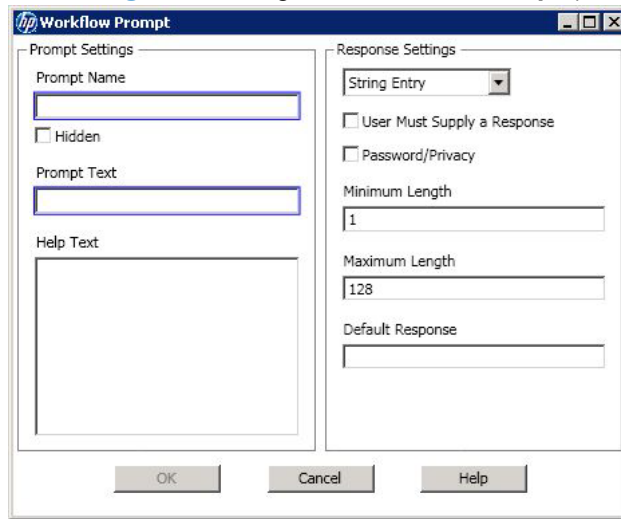 hp Workflow Prompt
Prompt Settings
Prompt Name
Hidden
Prompt Text
Help Text
Response Settings
String Entry
User Must Supply a Response
Password/Privacy
Minimum Length
1
Maximum Length
128
Default Response
OK
Cancel
Help